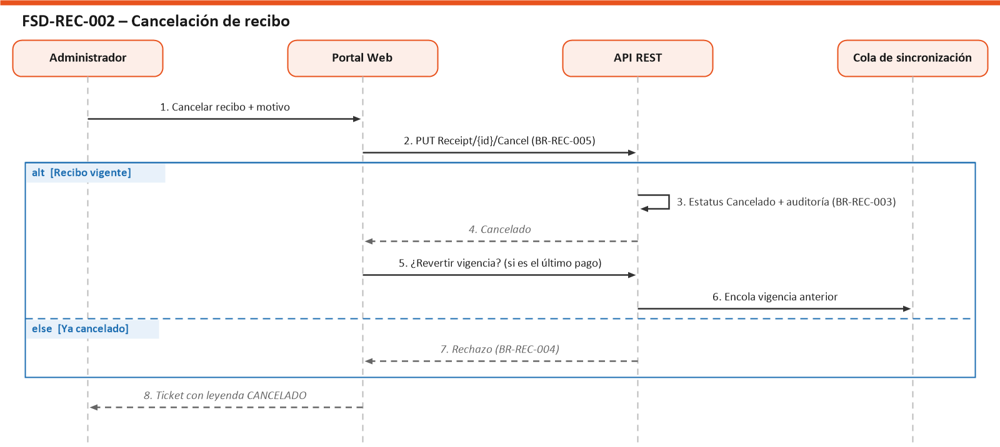 FSD-REC-002 – Cancelación de recibo
Administrador
Portal Web
API REST
Cola de sincronización
1. Cancelar recibo + motivo
2. PUT Receipt/{id}/Cancel (BR-REC-005)
alt [Recibo vigente]
3. Estatus Cancelado + auditoría (BR-REC-003)
4. Cancelado
5. ¿Revertir vigencia? (si es el último pago)
6. Encola vigencia anterior
else [Ya cancelado]
7. Rechazo (BR-REC-004)
8. Ticket con leyenda CANCELADO